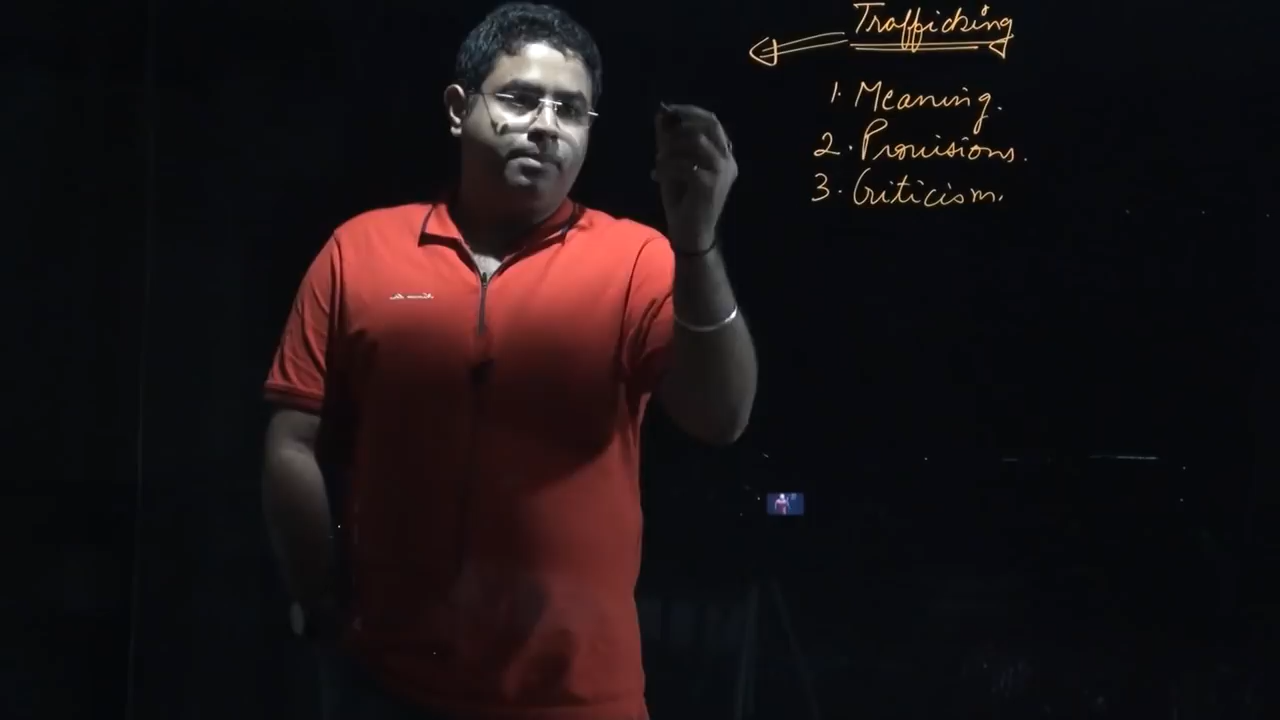 Trafficking
1. Meaning.
2. Provisions.
3. Criticism.